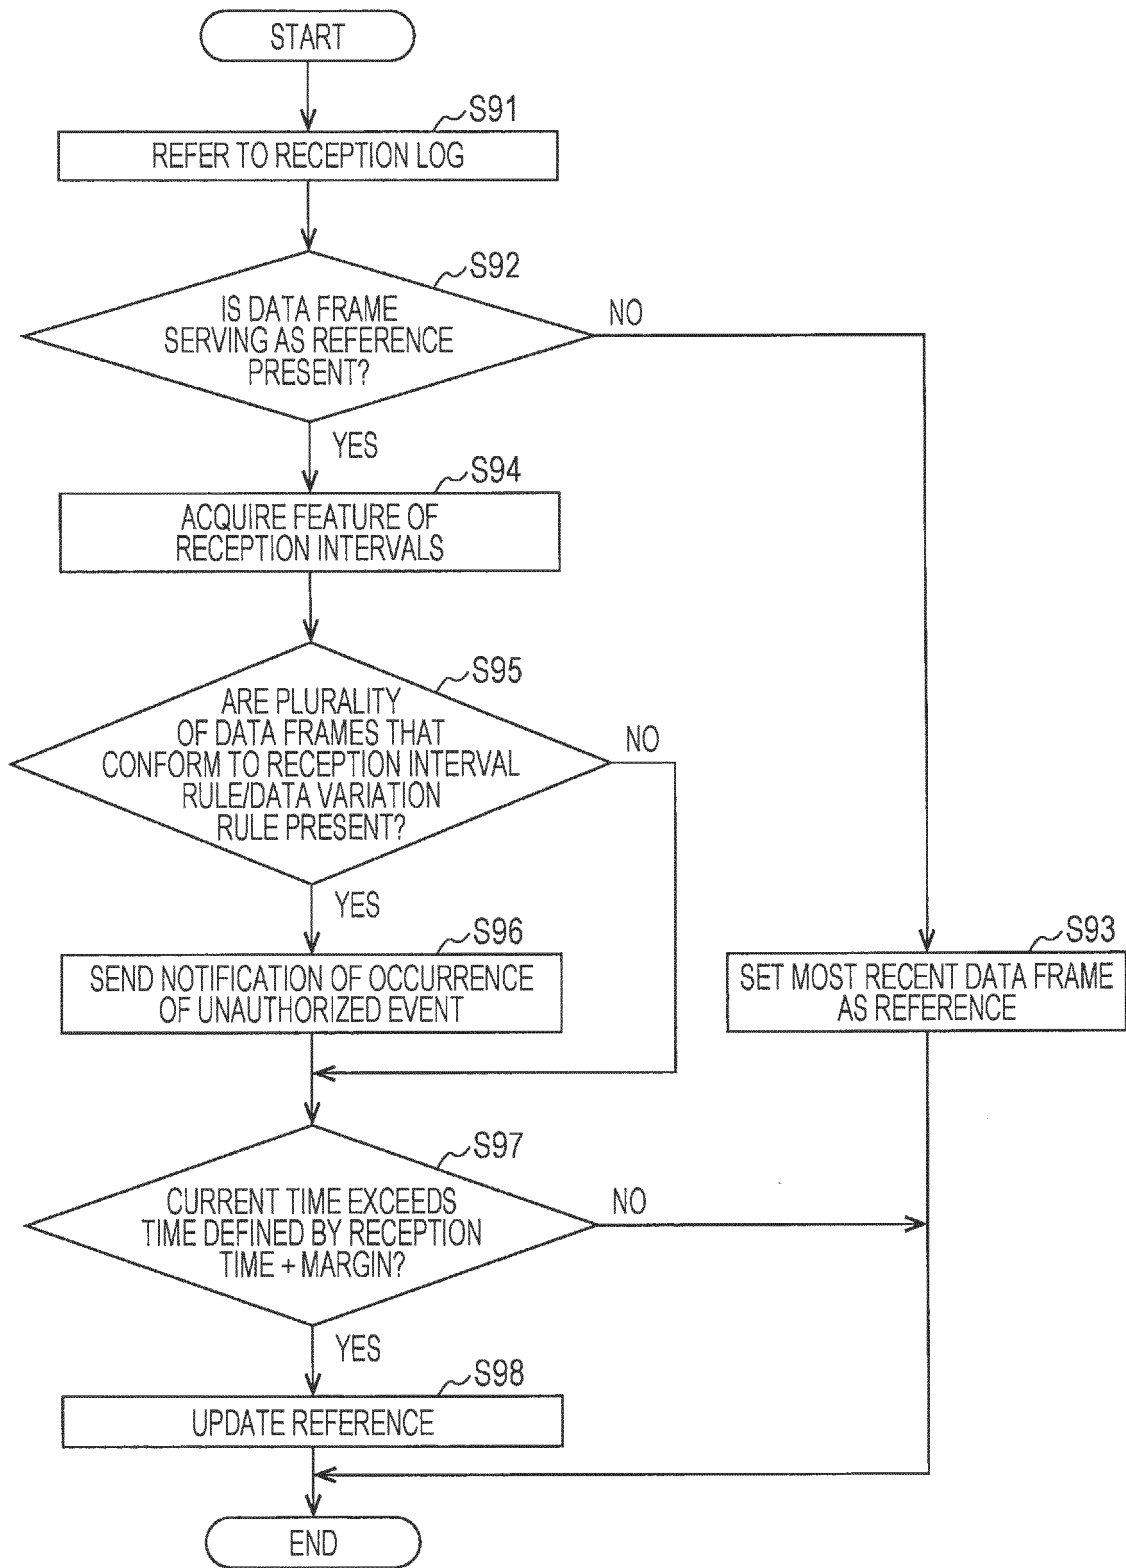 START
S91
REFER TO RECEPTION LOG
S92
IS DATA FRAME
SERVING AS REFERENCE
PRESENT?
NO
YES
S94
ACQUIRE FEATURE OF
RECEPTION INTERVALS
S95
ARE PLURALITY
OF DATA FRAMES THAT
CONFORM TO RECEPTION INTERVAL
RULE/DATA VARIATION
RULE PRESENT?
NO
YES
S96
SEND NOTIFICATION OF OCCURRENCE
OF UNAUTHORIZED EVENT
S93
SET MOST RECENT DATA FRAME
AS REFERENCE
S97
CURRENT TIME EXCEEDS
TIME DEFINED BY RECEPTION
TIME + MARGIN?
NO
YES
S98
UPDATE REFERENCE
END